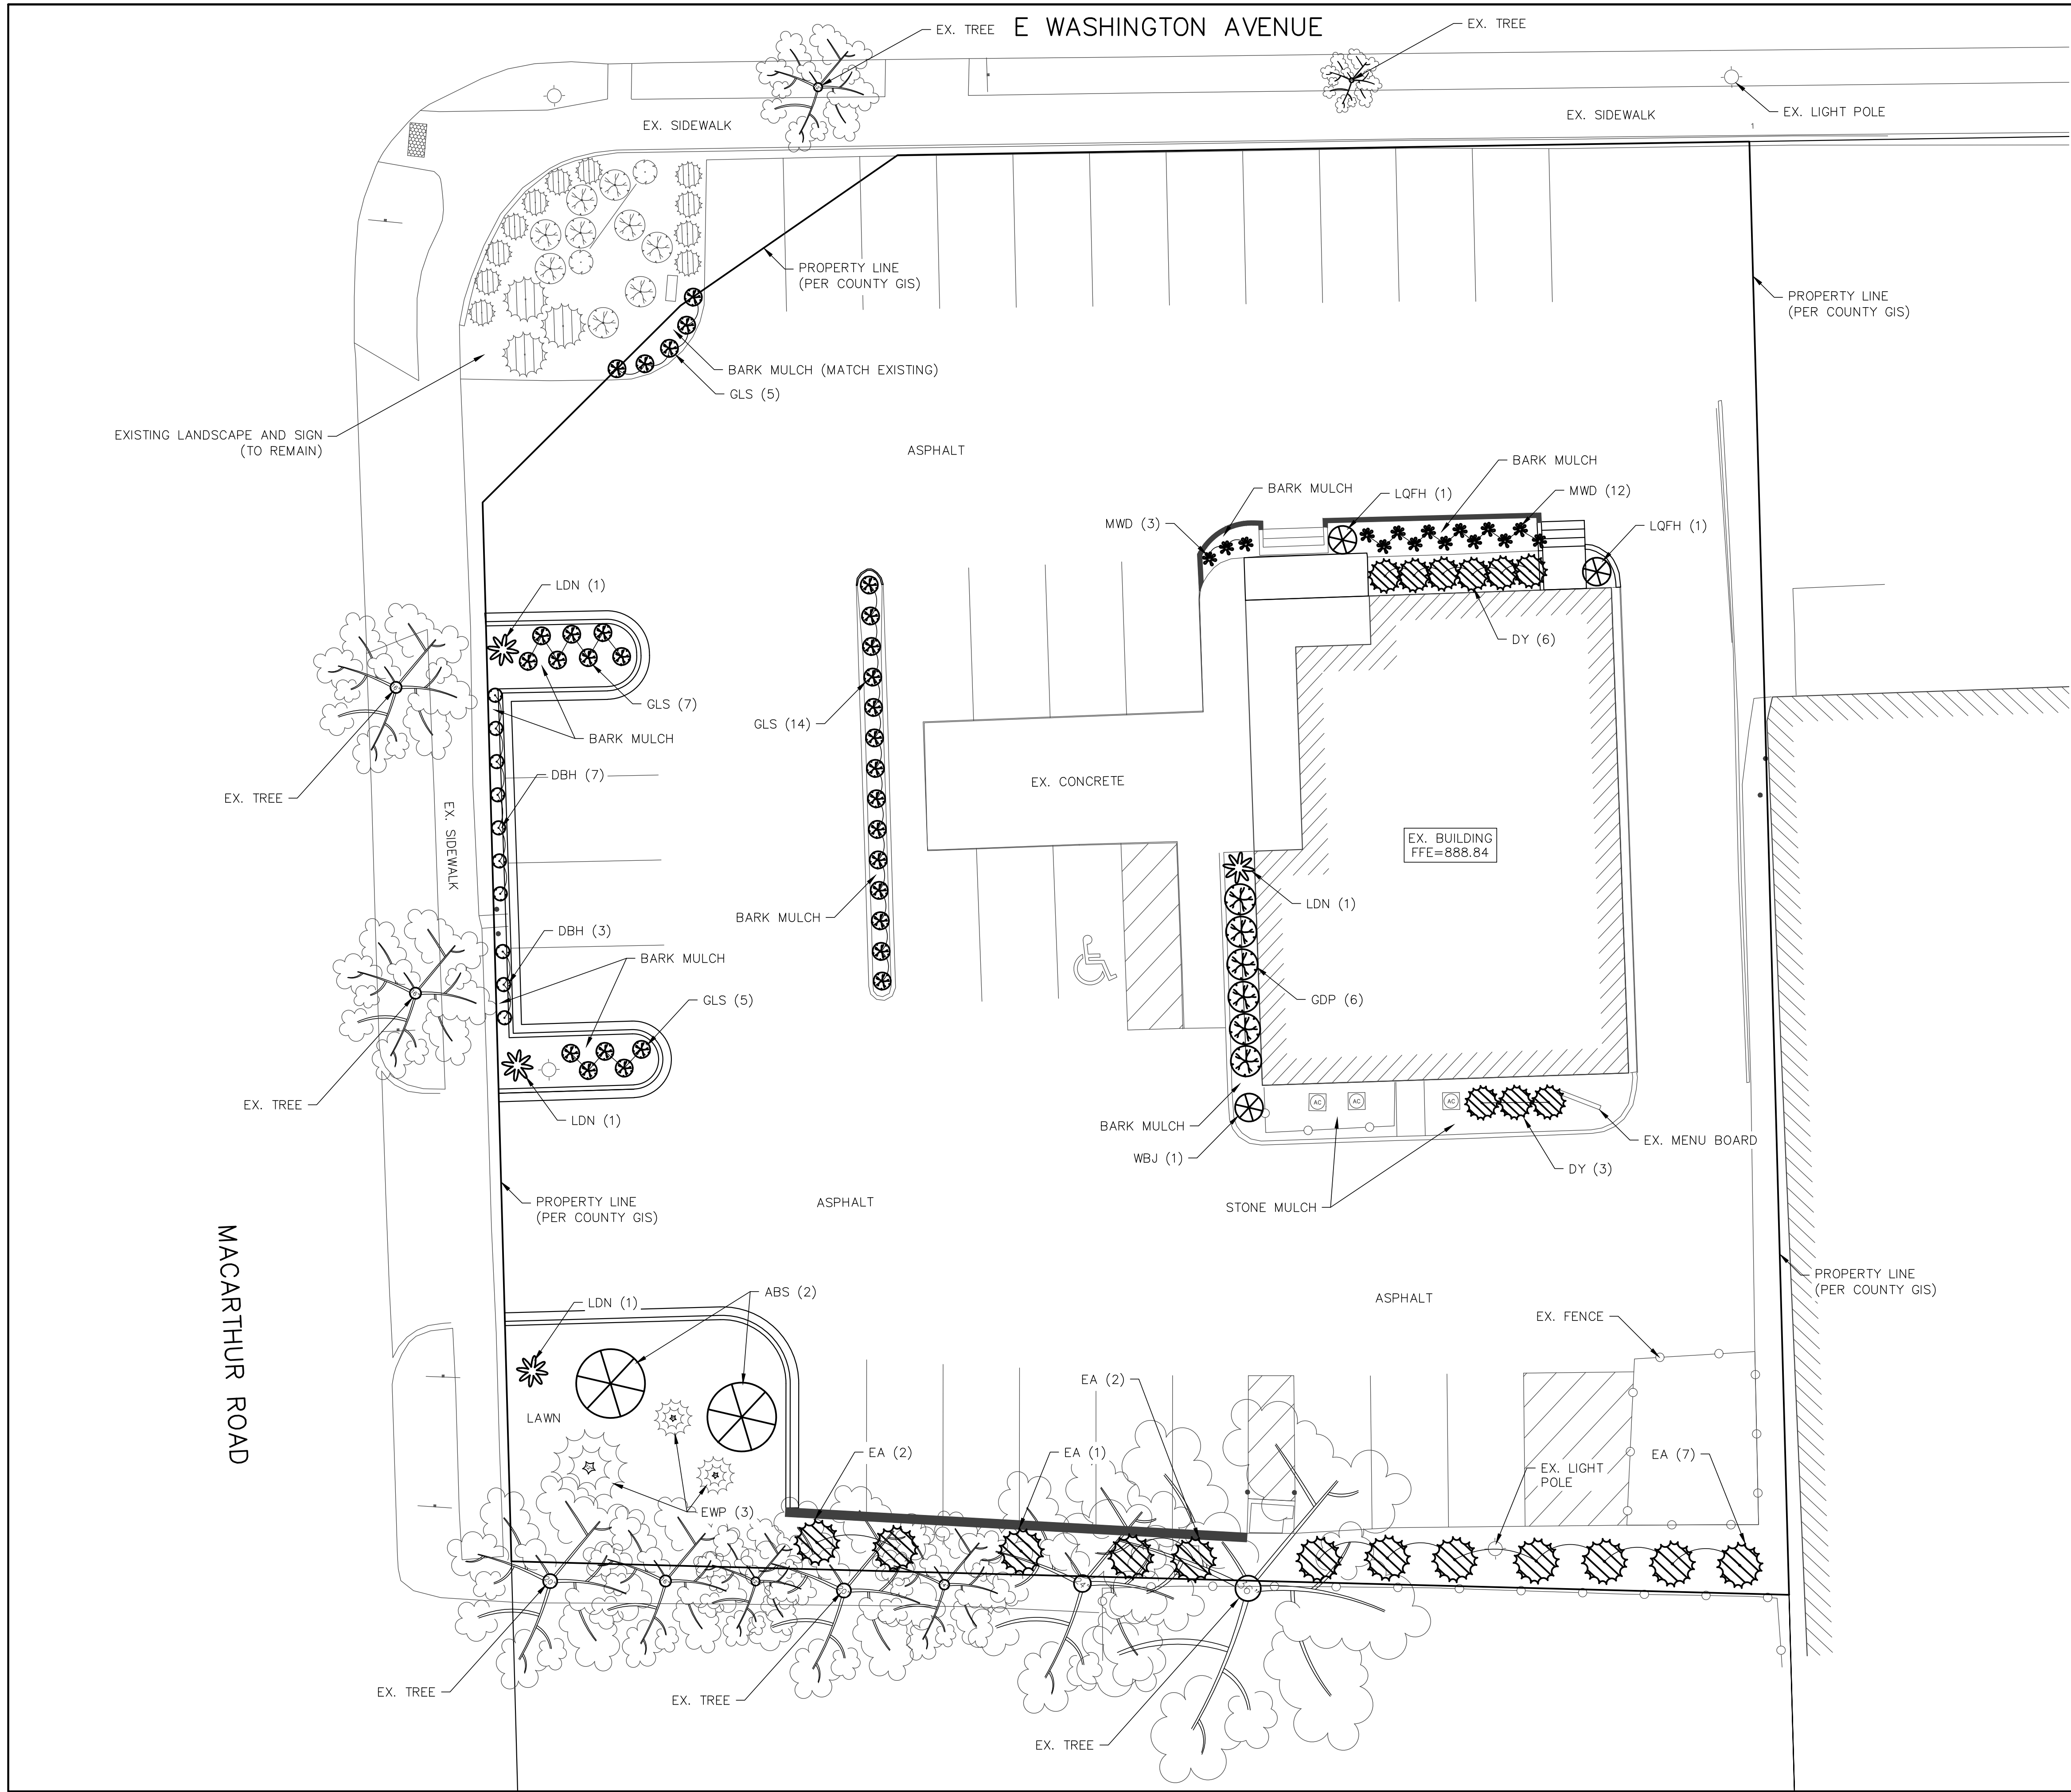 EX. TREE
E WASHINGTON AVENUE
EX. TREE
EX. LIGHT POLE
EX. SIDEWALK
EX. SIDEWALK
1
PROPERTY LINE
(PER COUNTY GIS)
PROPERTY LINE
(PER COUNTY GIS)
BARK MULCH (MATCH EXISTING)
GLS (5)
EXISTING LANDSCAPE AND SIGN
(TO REMAIN)
ASPHALT
BARK MULCH
BARK MULCH
LQFH (1)
MWD (12)
MWD (3)
LQFH (1)
LDN (1)
DY (6)
GLS (7)
GLS (14)
BARK MULCH
DBH (7)
EX. TREE
EX. CONCRETE
EX. SIDEWALK
EX. BUILDING
FFE=888.84
LDN (1)
BARK MULCH
DBH (3)
BARK MULCH
GLS (5)
GDP (6)
EX. TREE
LDN (1)
AC
AC
AC
BARK MULCH
EX. MENU BOARD
WBJ (1)
DY (3)
PROPERTY LINE
(PER COUNTY GIS)
ASPHALT
STONE MULCH
MACARTHUR ROAD
PROPERTY LINE
(PER COUNTY GIS)
LDN (1)
ABS (2)
ASPHALT
EX. FENCE
EA (2)
LAWN
EA (2)
EA (1)
EX. LIGHT
POLE
EA (7)
EWP (3)
EX. TREE
EX. TREE
EX. TREE